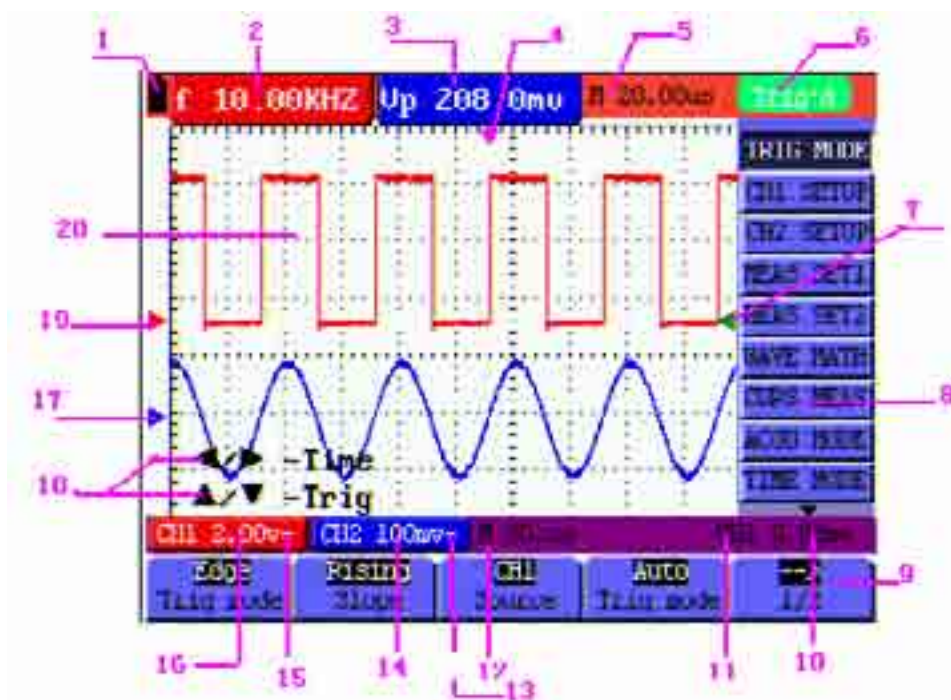 1 2 3 4 5 6
f 10.00KHZ Vp 208.0mv M 20.00us Trig'd
TRIG MODE
CH1 SETUP
7
20 CH2 SETUP
MEAS SET1
19 MEAS SET2
WAVE MATH
17 CURS MEAS 8
ACQU MODE
◀/▶ -Time
18 TIME MODE
▲/▼ -Trig
CH1 2.00v- CH2 100mv~ M CH1
Edge Rising CH1 Auto 9
Trig mode Slope Source Trig mode 1/2
16 15 14 12 11 10
13